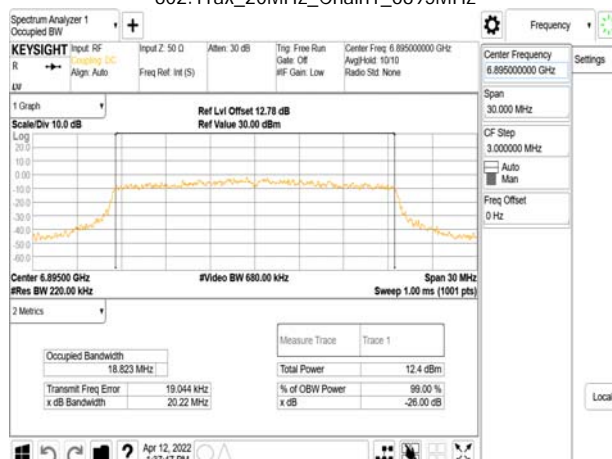 802.11ax_20MHz_Chain1_6895MHz
Spectrum Analyzer 1
Occupied BW
+
Frequency
KEYSIGHT Input: RF Input Z: 50 Ω Atten: 30 dB Trig: Free Run Center Freq: 6.895000000 GHz
R Coupling: DC Gate: Off Avg|Hold: 10/10
Align: Auto Freq Ref: Int (S) #IF Gain: Low Radio Std: None
LVI
Center Frequency
6.895000000 GHz
Settings
Span
30.000 MHz
CF Step
3.000000 MHz
Auto
Man
Freq Offset
0 Hz
Local
1 Graph
Ref Lvl Offset 12.78 dB
Scale/Div 10.0 dB Ref Value 30.00 dBm
Log
20.0
10.0
0.00
-10.0
-20.0
-30.0
-40.0
-50.0
-60.0
Center 6.89500 GHz #Video BW 680.00 kHz Span 30 MHz
#Res BW 220.00 kHz Sweep 1.00 ms (1001 pts)
2 Metrics
Measure Trace Trace 1
Occupied Bandwidth
18.823 MHz Total Power 12.4 dBm
Transmit Freq Error 19.044 kHz % of OBW Power 99.00 %
x dB Bandwidth 20.22 MHz x dB -26.00 dB
? Apr 12, 2022